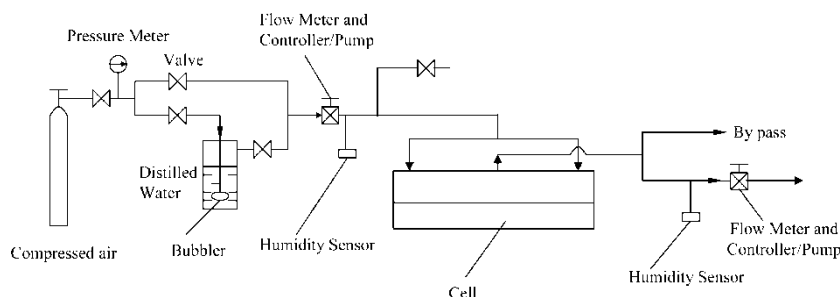 Flow Meter and
Controller/Pump
Pressure Meter
Valve
By pass
Distilled
Water
Compressed air
Bubbler
Humidity Sensor
Cell
Flow Meter and
Controller/Pump
Humidity Sensor